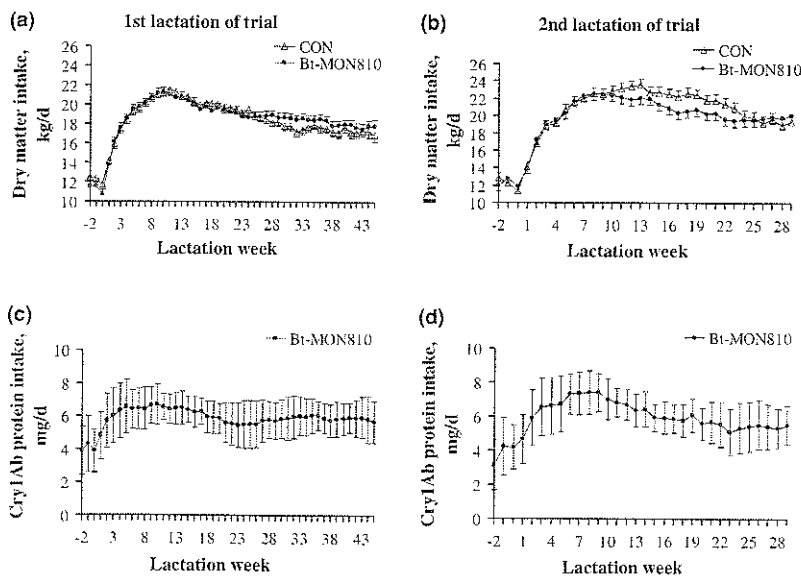 (a) 1st lactation of trial
CON
Bt-MON810
Dry matter intake, kg/d
26
24
22
20
18
16
14
12
10
-2 3 8 13 18 23 28 33 38 43
Lactation week
(b) 2nd lactation of trial
CON
Bt-MON810
Dry matter intake, kg/d
26
24
22
20
18
16
14
12
10
-2 1 4 7 10 13 16 19 22 25 28
Lactation week
(c)
Bt-MON810
Cry1Ab protein intake, mg/d
10
8
6
4
2
0
-2 3 8 13 18 23 28 33 38 43
Lactation week
(d)
Bt-MON810
Cry1Ab protein intake, mg/d
10
8
6
4
2
0
-2 1 4 7 10 13 16 19 22 25 28
Lactation week